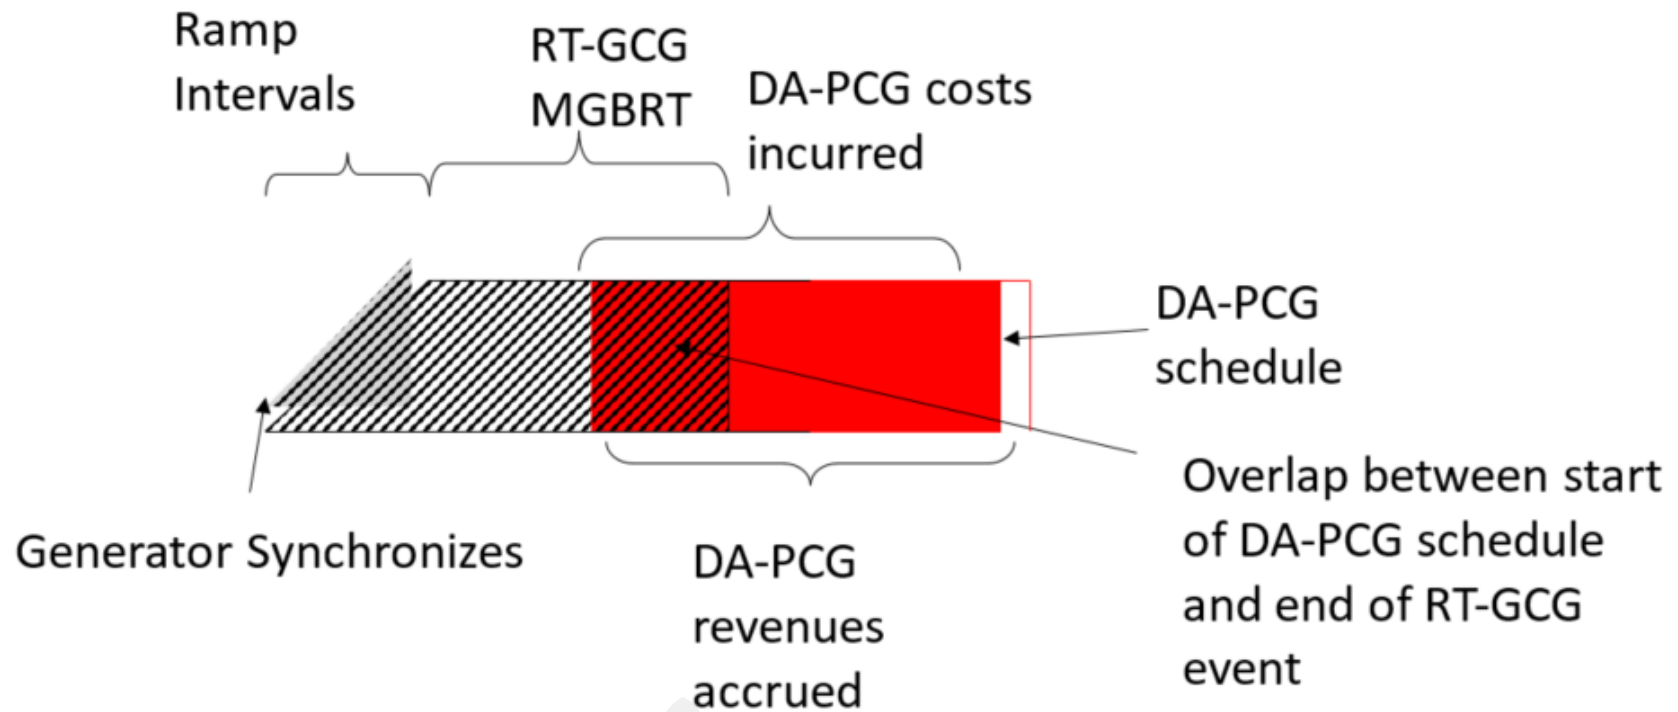 Ramp
Intervals
RT-GCG
MGBRT
DA-PCG costs
incurred
DA-PCG
schedule
Generator Synchronizes
DA-PCG
revenues
accrued
Overlap between start
of DA-PCG schedule
and end of RT-GCG
event